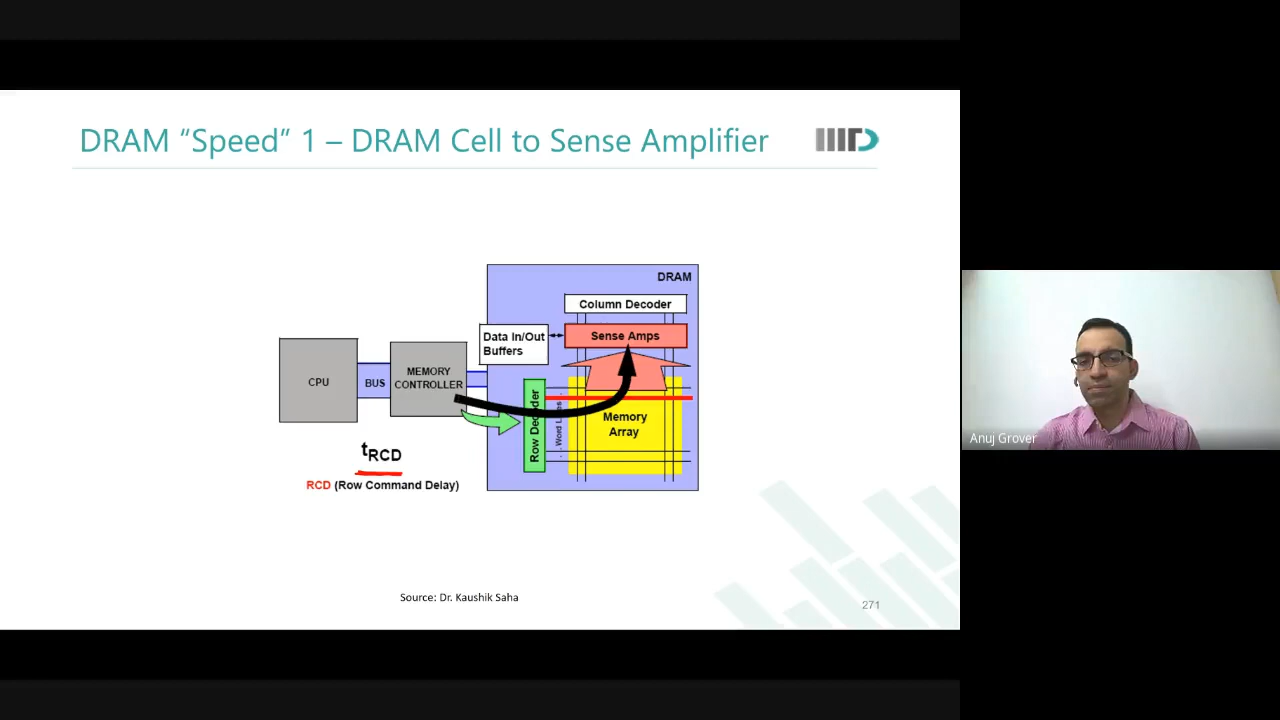 DRAM “Speed” 1 – DRAM Cell to Sense Amplifier
IIITD
DRAM
Column Decoder
Sense Amps
Data In/Out
Buffers
CPU
BUS
MEMORY
CONTROLLER
Row Decoder
Word Lines
Memory
Array
tRCD
RCD (Row Command Delay)
Source: Dr. Kaushik Saha
271
Anuj Grover